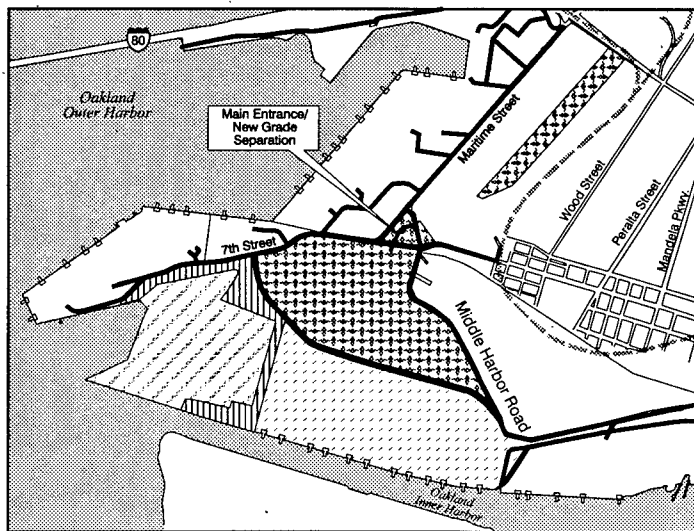 80
Oakland
Outer Harbor
Main Entrance/
New Grade
Separation
Maritime Street
Wood Street
Peralta Street
Mandela Pkwy.
7th Street
Middle Harbor Road
Oakland
Inner Harbor